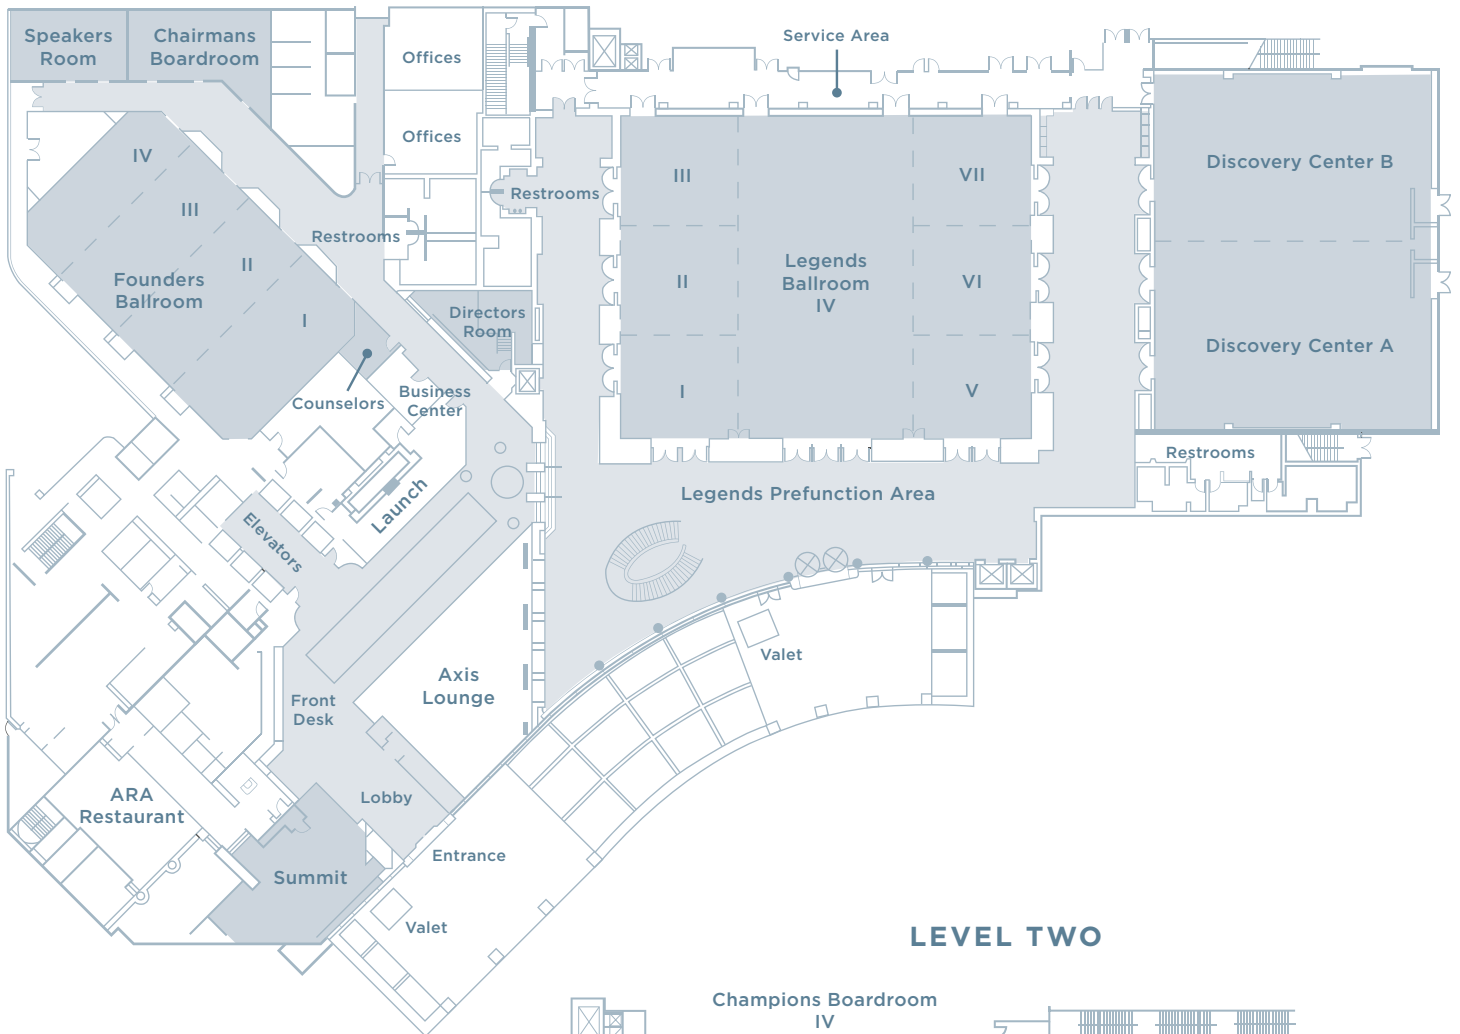 Speakers
Room
Chairmans
Boardroom
Offices
Service Area
Offices
IV
III
II
I
Founders
Ballroom
Restrooms
Restrooms
III
II
I
Legends
Ballroom
IV
VII
VI
V
Discovery Center B
Discovery Center A
Directors
Room
Counselors
Business
Center
Launch
Elevators
Legends Prefunction Area
Restrooms
Axis
Lounge
Valet
Front
Desk
Lobby
ARA
Restaurant
Summit
Entrance
Valet
LEVEL TWO
Champions Boardroom
IV